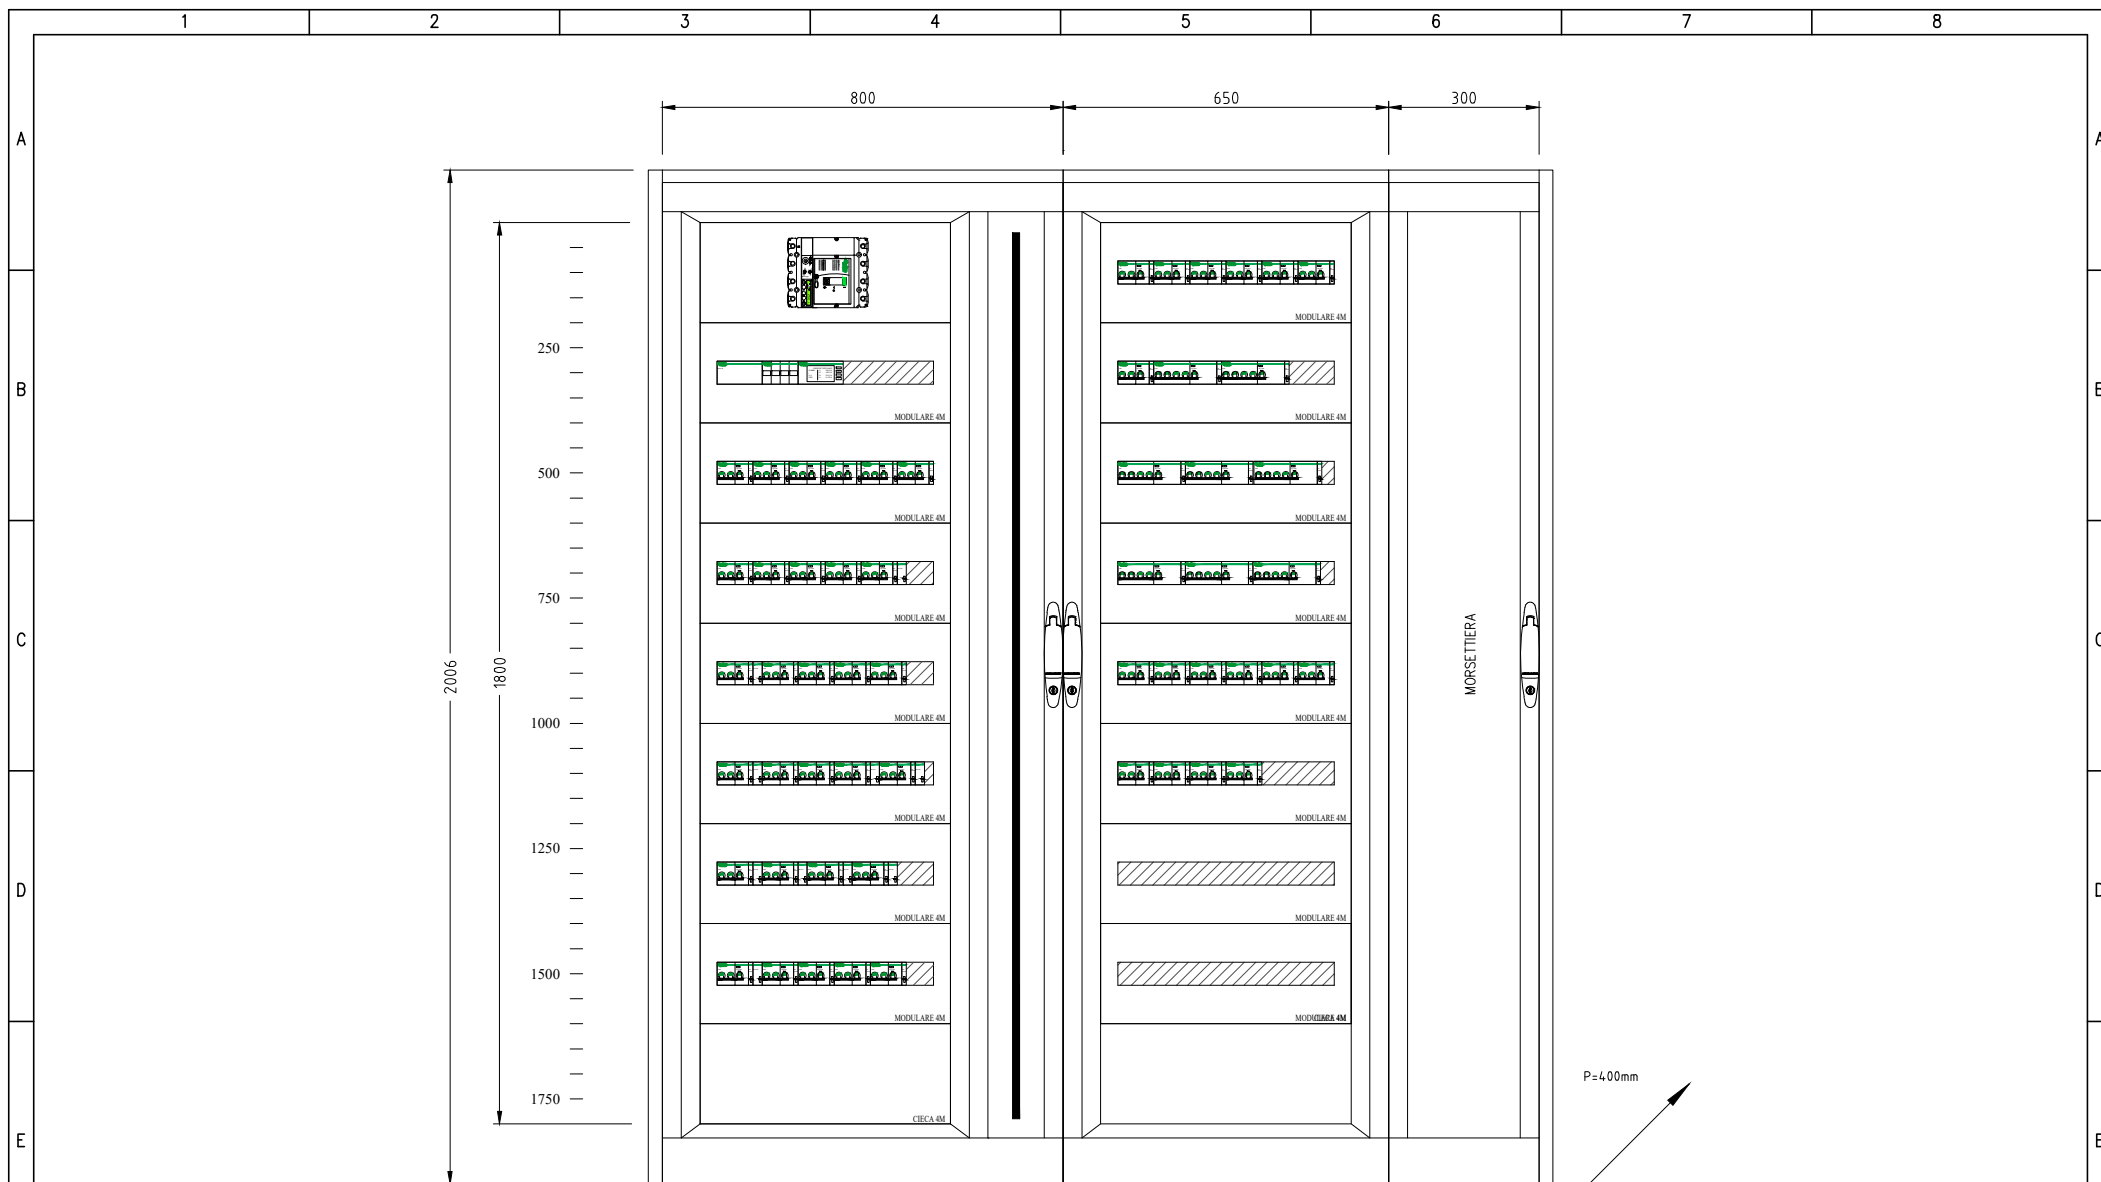 1 2 3 4 5 6 7 8
800 650 300
A A
MODULARE 4M
250
B B
MODULARE 4M MODULARE 4M
500
MODULARE 4M MODULARE 4M
750
MODULARE 4M MODULARE 4M
C C
2006
1800
MORSETTIERA
MODULARE 4M MODULARE 4M
1000
MODULARE 4M MODULARE 4M
1250
D D
MODULARE 4M MODULARE 4M
1500
MODULARE 4M
P=400mm
1750
CIECA 4M
E E